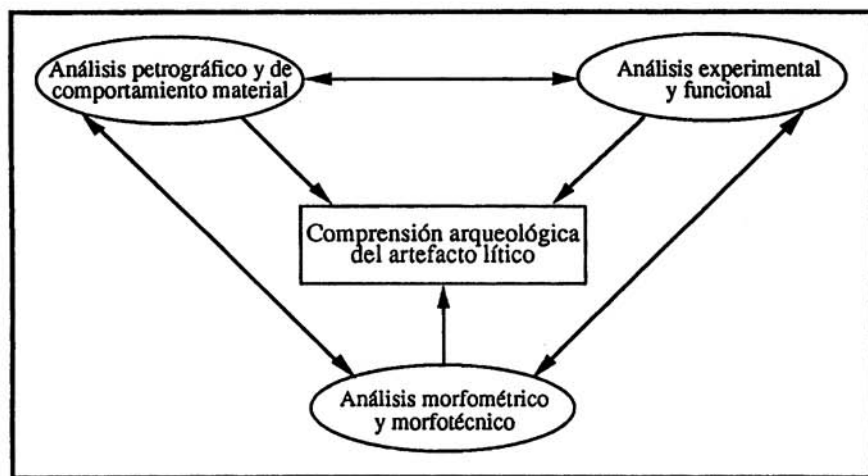 Análisis petrográfico y de
comportamiento material
Análisis experimental
y funcional
Comprensión arqueológica
del artefacto lítico
Análisis morfométrico
y morfotécnico